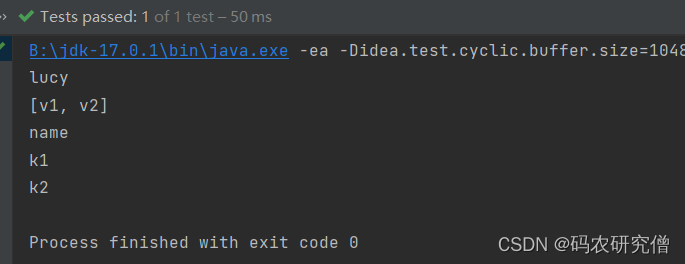 Tests passed: 1 of 1 test – 50 ms
B:\jdk-17.0.1\bin\java.exe -ea -Didea.test.cyclic.buffer.size=1048
lucy
[v1, v2]
name
k1
k2
Process finished with exit code 0
CSDN @码农研究僧